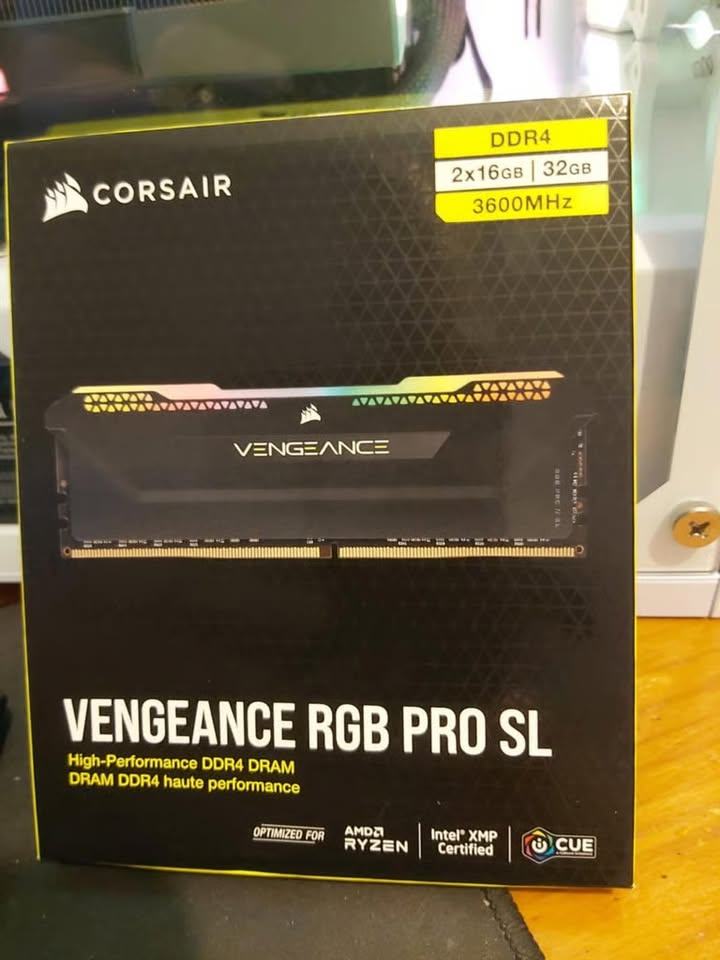 CORSAIR
DDR4
2x16GB | 32GB
3600MHz
VENGEANCE
VENGEANCE RGB PRO SL
High-Performance DDR4 DRAM
DRAM DDR4 haute performance
OPTIMIZED FOR
AMD
RYZEN
Intel® XMP
Certified
iCUE